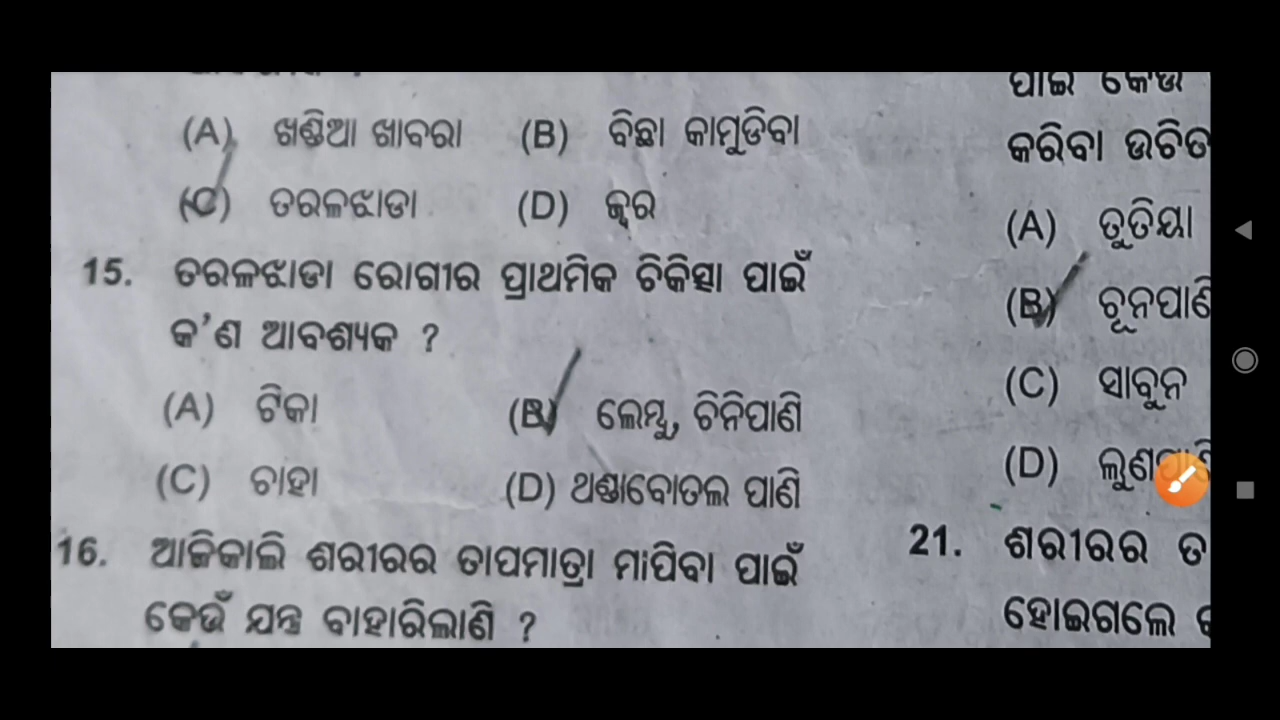 (A) ଖଣ୍ଡିଆ ଖାବରା (B) ବିଛା କାମୁଡିବା
(C) ତରଳଝାଡା (D) ଜ୍ୱର
15. ତରଳଝାଡା ରୋଗୀର ପ୍ରାଥମିକ ଚିକିତ୍ସା ପାଇଁ
କ'ଣ ଆବଶ୍ୟକ ?
(A) ଟିକା (B) ଲେମ୍ବୁ, ଚିନିପାଣି
(C) ଚାହା (D) ଥଣ୍ଡାବୋତଲ ପାଣି
16. ଆଜିକାଲି ଶରୀରର ତାପମାତ୍ରା ମାପିବା ପାଇଁ
କେଉଁ ଯନ୍ତ୍ର ବାହାରିଲାଣି ?
ପାଇଁ କେଉଁ
କରିବା ଉଚିତ
(A) ତୁତିୟା
(B) ଚୂନପାଣି
(C) ସାବୁନ
(D)
21. ଶରୀରର ତ
ହୋଇଗଲେ